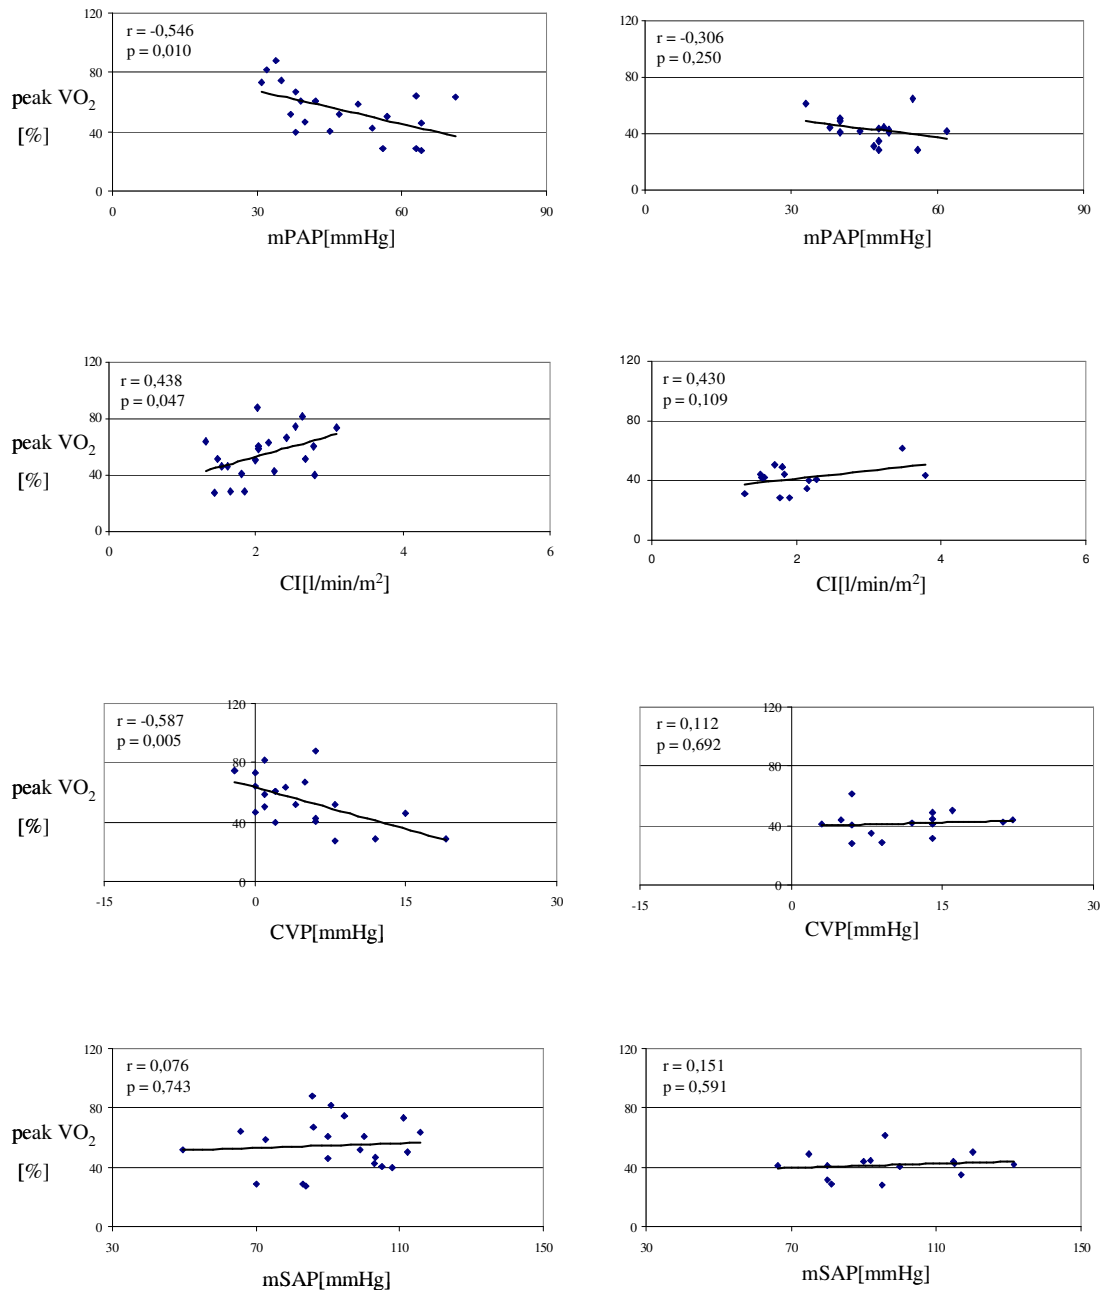 120
r = -0,546
p = 0,010
80
peak VO2
[%]
40
0
0
30
60
90
mPAP[mmHg]
120
r = -0,306
p = 0,250
80
40
0
0
30
60
90
mPAP[mmHg]
120
r = 0,438
p = 0,047
80
peak VO2
[%]
40
0
0
2
4
6
CI[l/min/m²]
120
r = 0,430
p = 0,109
80
40
0
0
2
4
6
CI[l/min/m²]
120
r = -0,587
p = 0,005
80
peak VO2
[%]
40
0
-15
0
15
30
CVP[mmHg]
120
r = 0,112
p = 0,692
80
40
0
-15
0
15
30
CVP[mmHg]
120
r = 0,076
p = 0,743
80
peak VO2
[%]
40
0
30
70
110
150
mSAP[mmHg]
120
r = 0,151
p = 0,591
80
40
0
30
70
110
150
mSAP[mmHg]